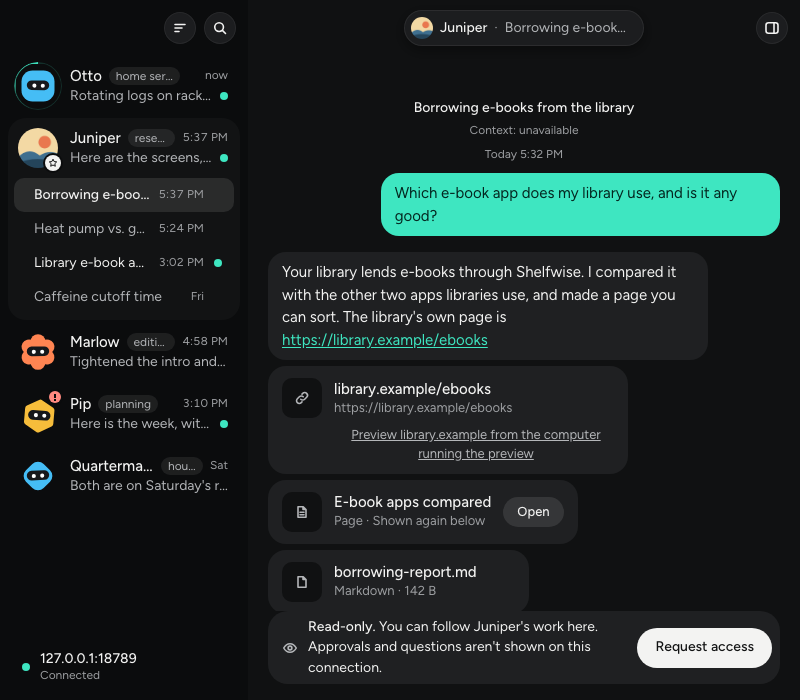 Otto home ser... now
Rotating logs on rack...
Juniper rese... 5:37 PM
Here are the screens,...
Borrowing e-boo... 5:37 PM
Heat pump vs. g... 5:24 PM
Library e-book a... 3:02 PM
Caffeine cutoff time Fri
Marlow editi... 4:58 PM
Tightened the intro and...
Pip planning 3:10 PM
Here is the week, wit...
Quarterma... hou... Sat
Both are on Saturday's r...
127.0.0.1:18789
Connected
Juniper · Borrowing e-book...
Borrowing e-books from the library
Context: unavailable
Today 5:32 PM
Which e-book app does my library use, and is it any
good?
Your library lends e-books through Shelfwise. I compared it
with the other two apps libraries use, and made a page you
can sort. The library's own page is
https://library.example/ebooks
library.example/ebooks
https://library.example/ebooks
Preview library.example from the computer
running the preview
E-book apps compared
Page · Shown again below
Open
borrowing-report.md
Markdown · 142 B
Read-only. You can follow Juniper's work here.
Approvals and questions aren't shown on this
connection.
Request access